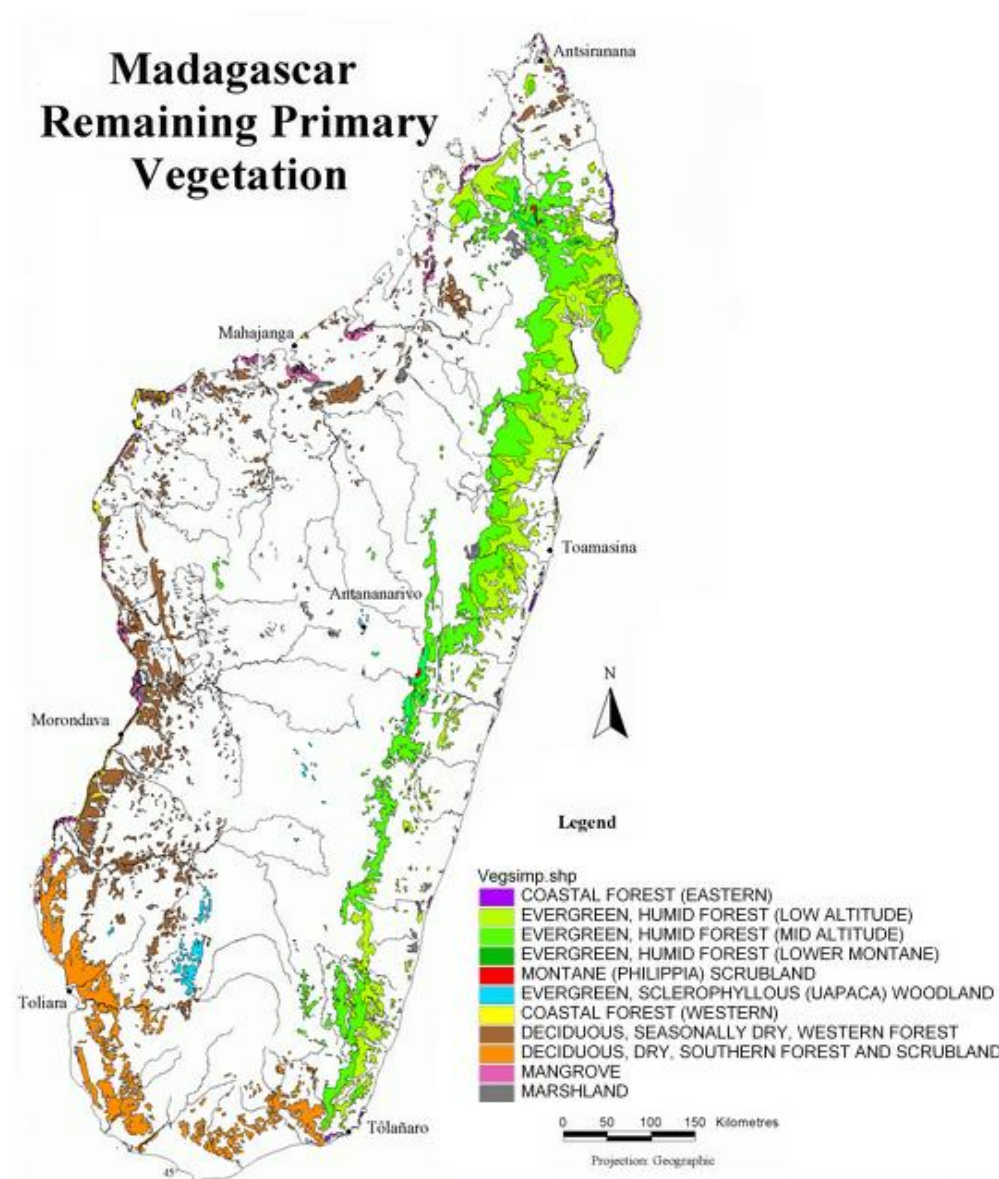 Madagascar
Remaining Primary
Vegetation
Antsiranana
Mahajanga
Toamasina
Antananarivo
N
Morondava
Toliara
Tôlañaro
45°
Legend
Vegsimp.shp
COASTAL FOREST (EASTERN)
EVERGREEN, HUMID FOREST (LOW ALTITUDE)
EVERGREEN, HUMID FOREST (MID ALTITUDE)
EVERGREEN, HUMID FOREST (LOWER MONTANE)
MONTANE (PHILIPPIA) SCRUBLAND
EVERGREEN, SCLEROPHYLLOUS (UAPACA) WOODLAND
COASTAL FOREST (WESTERN)
DECIDUOUS, SEASONALLY DRY, WESTERN FOREST
DECIDUOUS, DRY, SOUTHERN FOREST AND SCRUBLAND
MANGROVE
MARSHLAND
0 50 100 150 Kilometres
Projection: Geographic